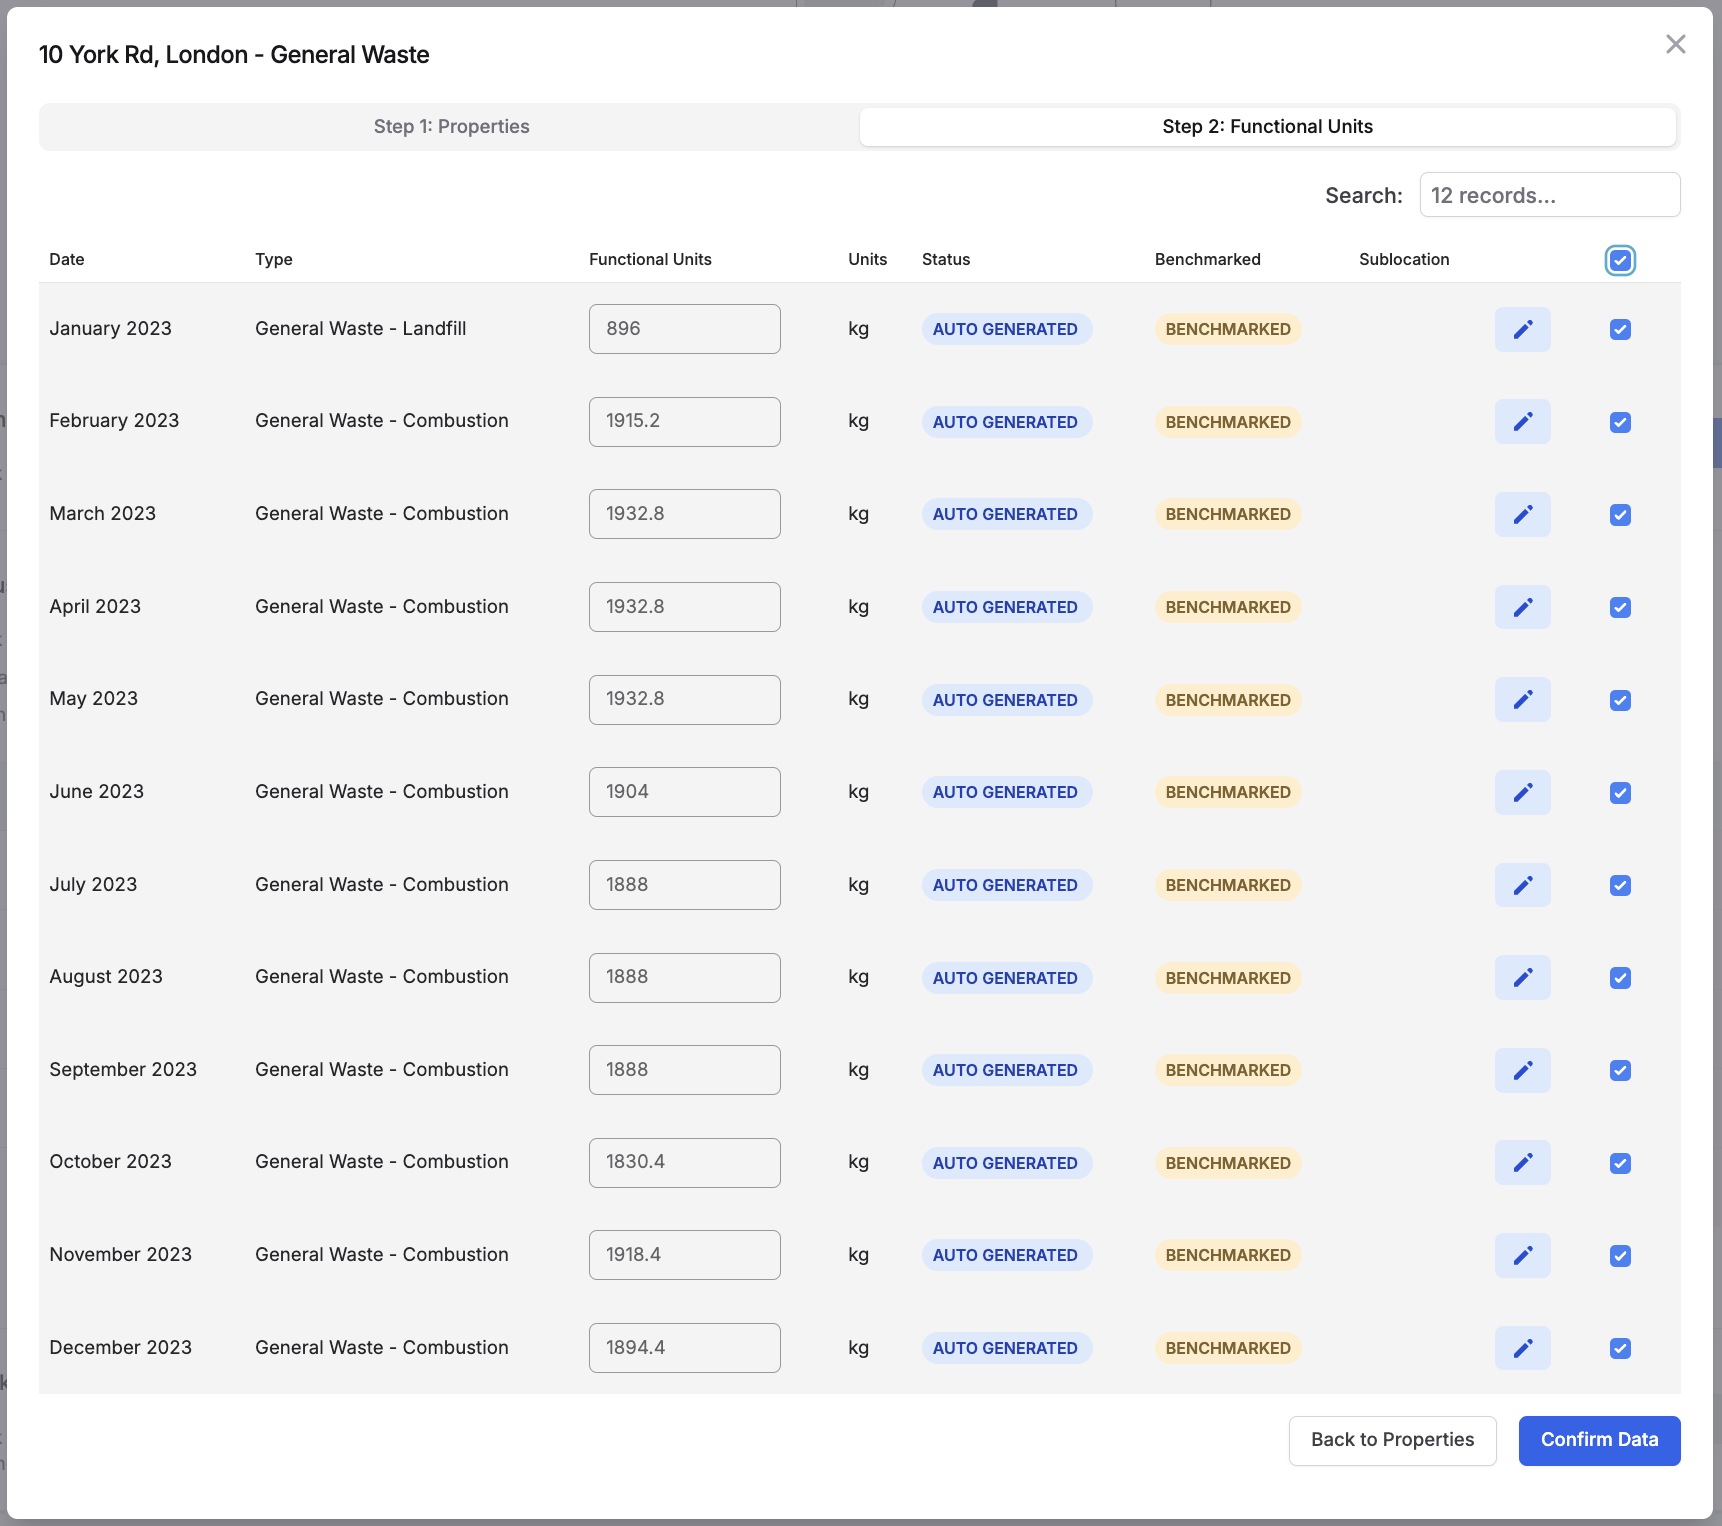 10 York Rd, London - General Waste
Step 1: Properties
Step 2: Functional Units
Search: 12 records...
Date Type Functional Units Units Status Benchmarked Sublocation
January 2023 General Waste - Landfill 896 kg AUTO GENERATED BENCHMARKED
February 2023 General Waste - Combustion 1915.2 kg AUTO GENERATED BENCHMARKED
March 2023 General Waste - Combustion 1932.8 kg AUTO GENERATED BENCHMARKED
April 2023 General Waste - Combustion 1932.8 kg AUTO GENERATED BENCHMARKED
May 2023 General Waste - Combustion 1932.8 kg AUTO GENERATED BENCHMARKED
June 2023 General Waste - Combustion 1904 kg AUTO GENERATED BENCHMARKED
July 2023 General Waste - Combustion 1888 kg AUTO GENERATED BENCHMARKED
August 2023 General Waste - Combustion 1888 kg AUTO GENERATED BENCHMARKED
September 2023 General Waste - Combustion 1888 kg AUTO GENERATED BENCHMARKED
October 2023 General Waste - Combustion 1830.4 kg AUTO GENERATED BENCHMARKED
November 2023 General Waste - Combustion 1918.4 kg AUTO GENERATED BENCHMARKED
December 2023 General Waste - Combustion 1894.4 kg AUTO GENERATED BENCHMARKED
Back to Properties
Confirm Data